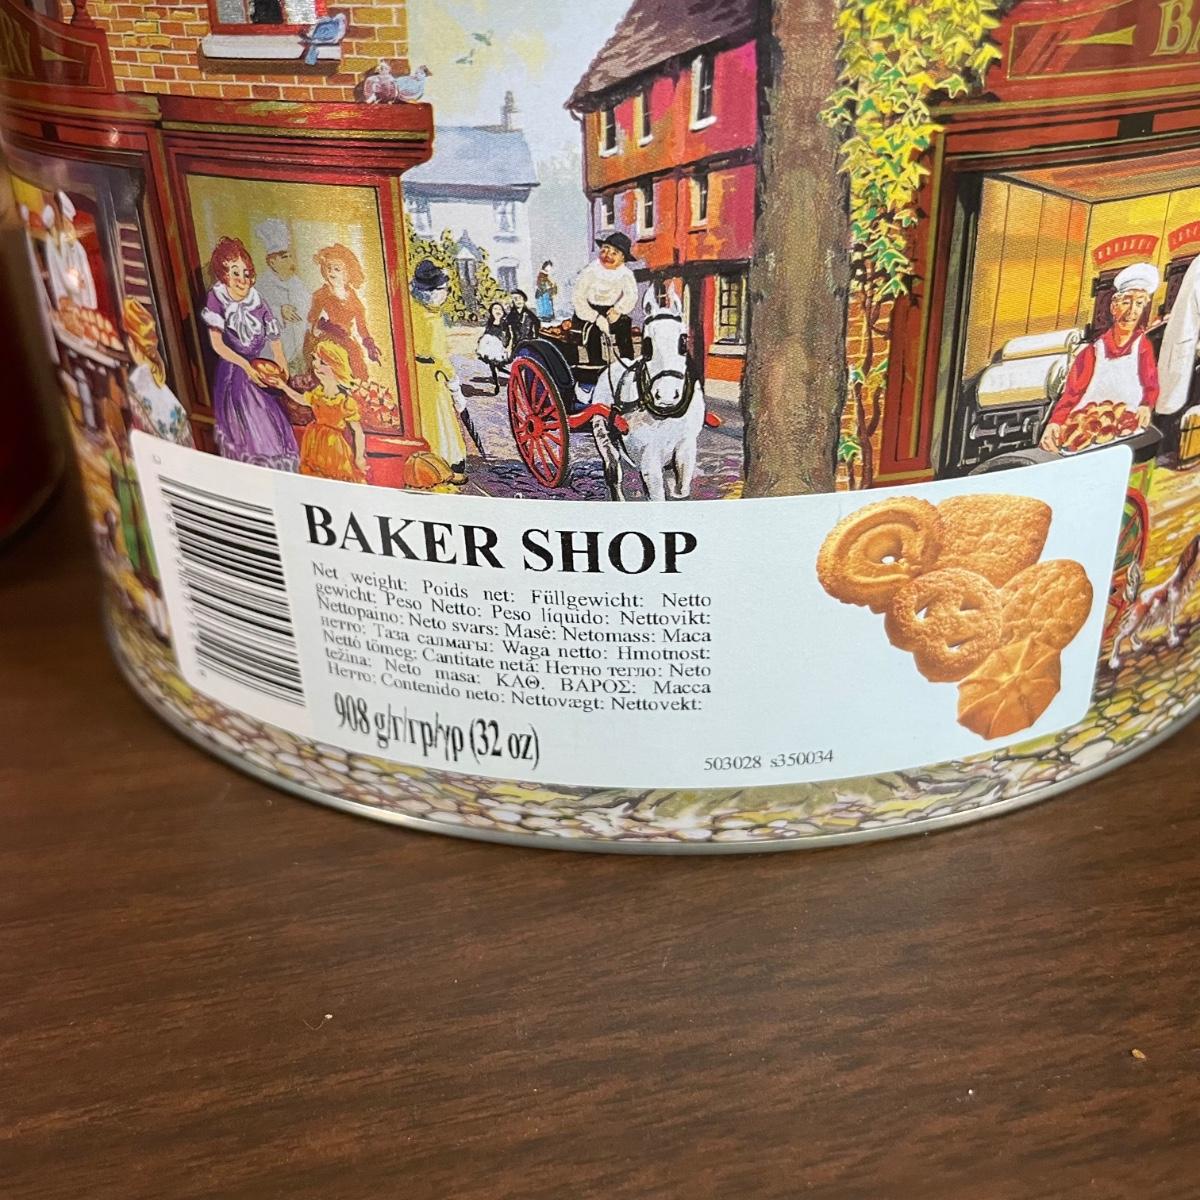 BAKER SHOP
Net weight: Poids net: Füllgewicht: Netto
gewicht: Peso Netto: Peso líquido: Nettovikt:
Nettopaino: Neto svars: Masė: Netomass: Maca
нетто: Таза салмағы: Waga netto: Hmotnost:
Nettó tömeg: Cantitate netă: Нетно тегло: Neto
težina: Neto masa: ΚΑΘ. ΒΑΡΟΣ: Масса
Нетто: Contenido neto: Nettovægt: Nettovekt:
908 g/г/гр/γρ (32 oz)
503028 s350034